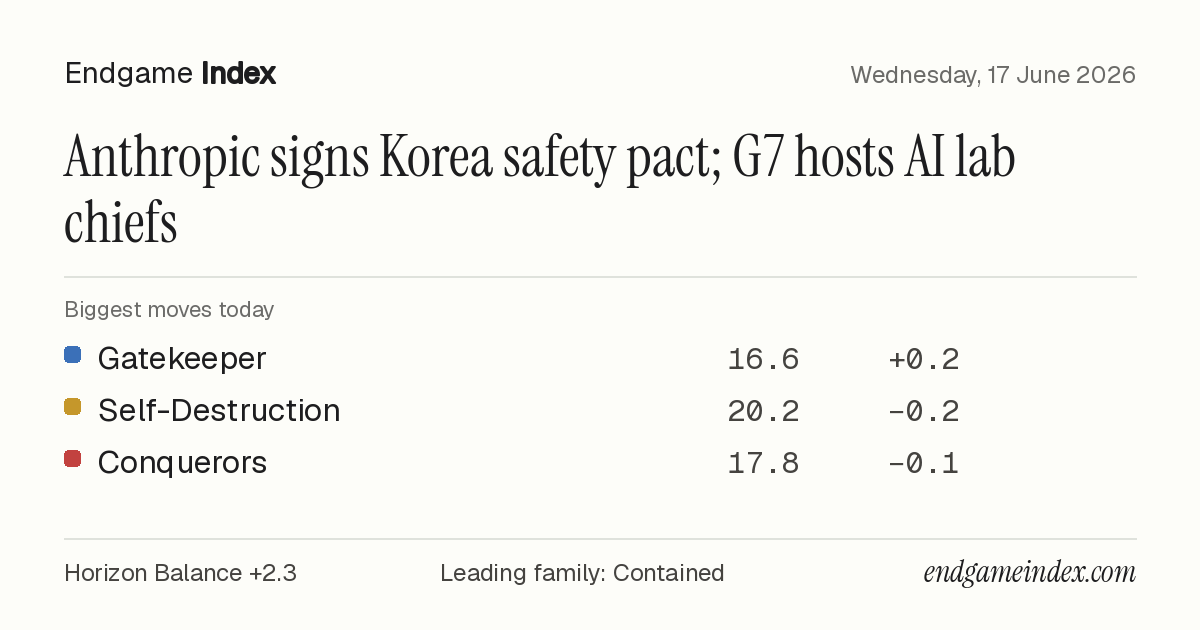 Endgame Index
Wednesday, 17 June 2026
Anthropic signs Korea safety pact; G7 hosts AI lab
chiefs
Biggest moves today
Gatekeeper 16.6 +0.2
Self-Destruction 20.2 −0.2
Conquerors 17.8 −0.1
Horizon Balance +2.3 Leading family: Contained endgameindex.com